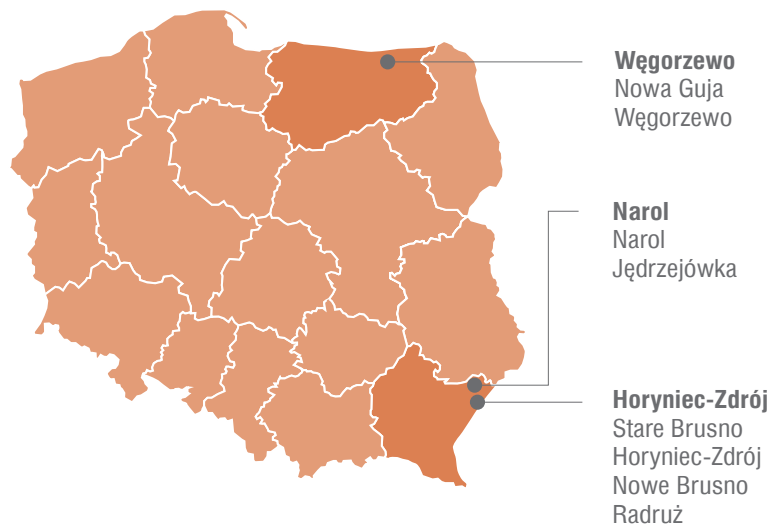 Węgorzewo
Nowa Guja
Węgorzewo
Narol
Narol
Jędrzejówka
Horyniec-Zdrój
Stare Brusno
Horyniec-Zdrój
Nowe Brusno
Radruż